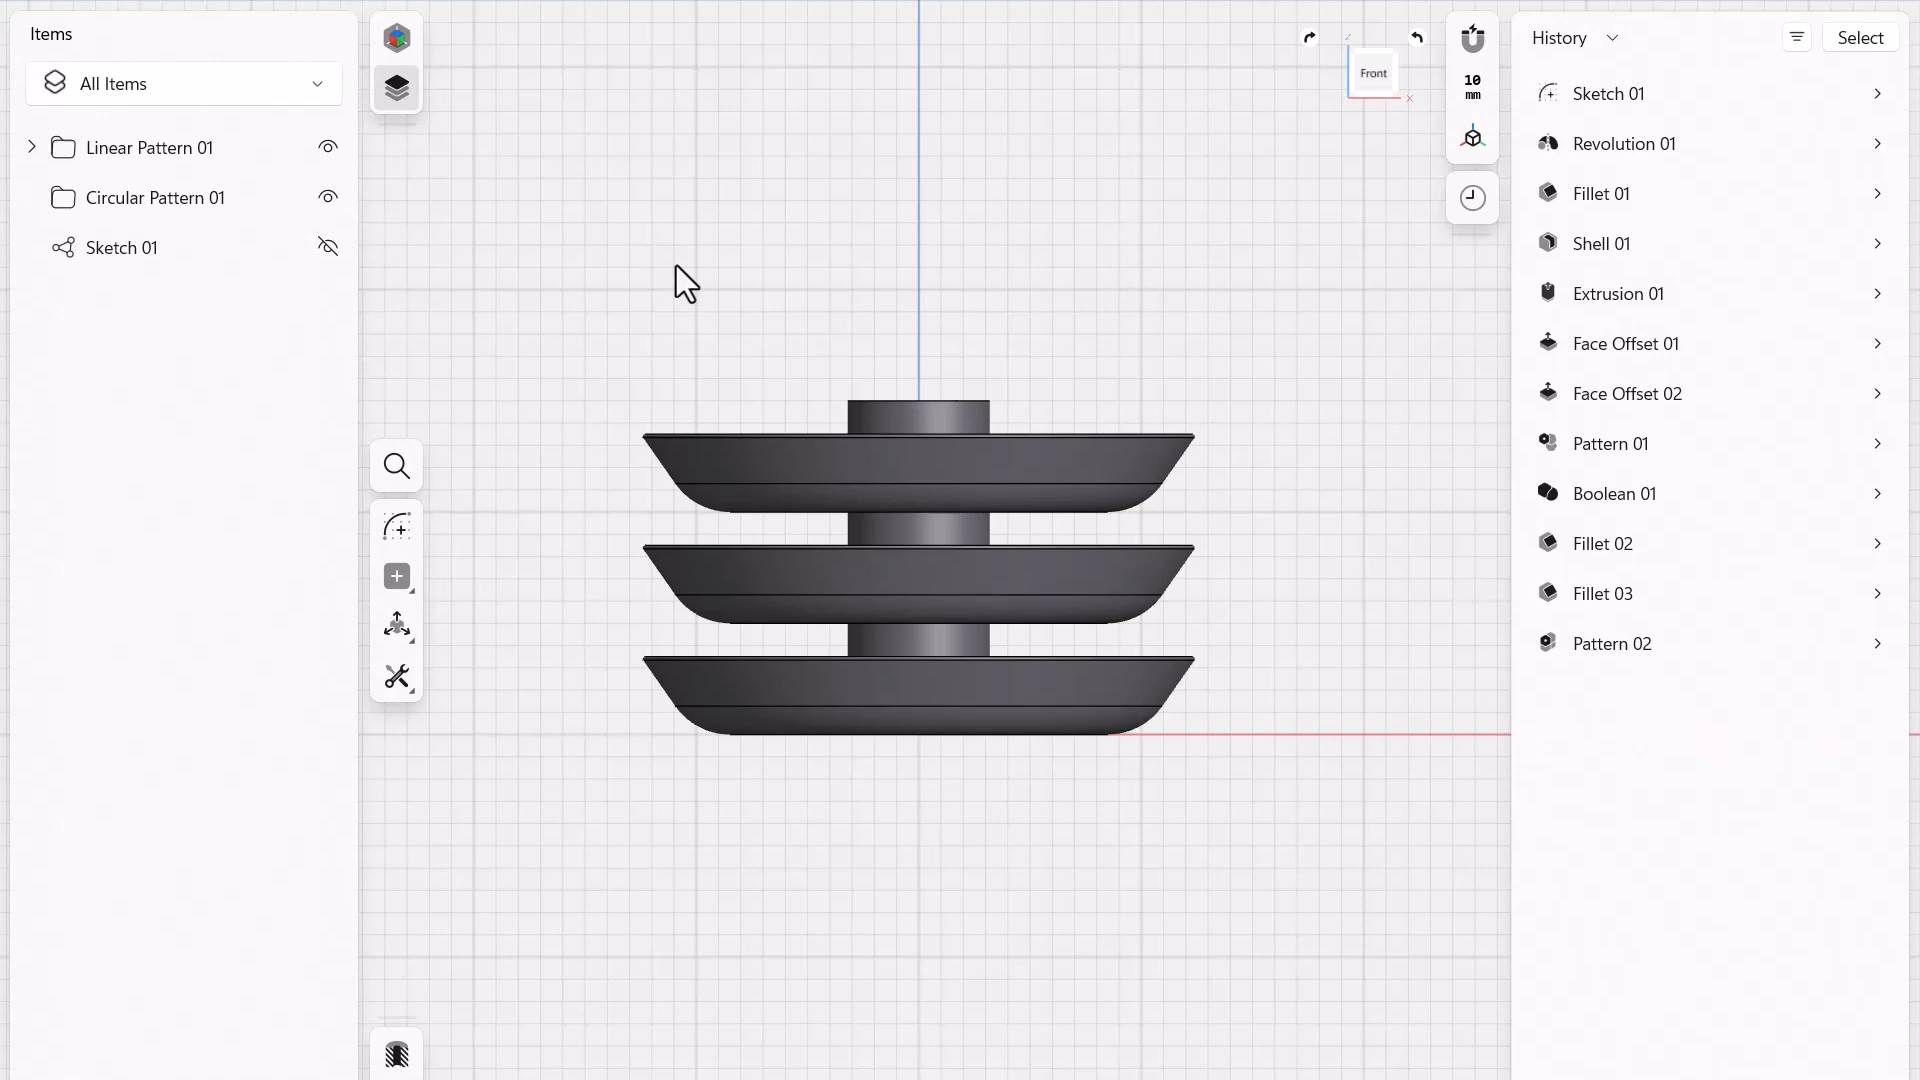 Items
All Items
Linear Pattern 01
Circular Pattern 01
Sketch 01
Z
Front
X
10
mm
History
Select
Sketch 01
Revolution 01
Fillet 01
Shell 01
Extrusion 01
Face Offset 01
Face Offset 02
Pattern 01
Boolean 01
Fillet 02
Fillet 03
Pattern 02